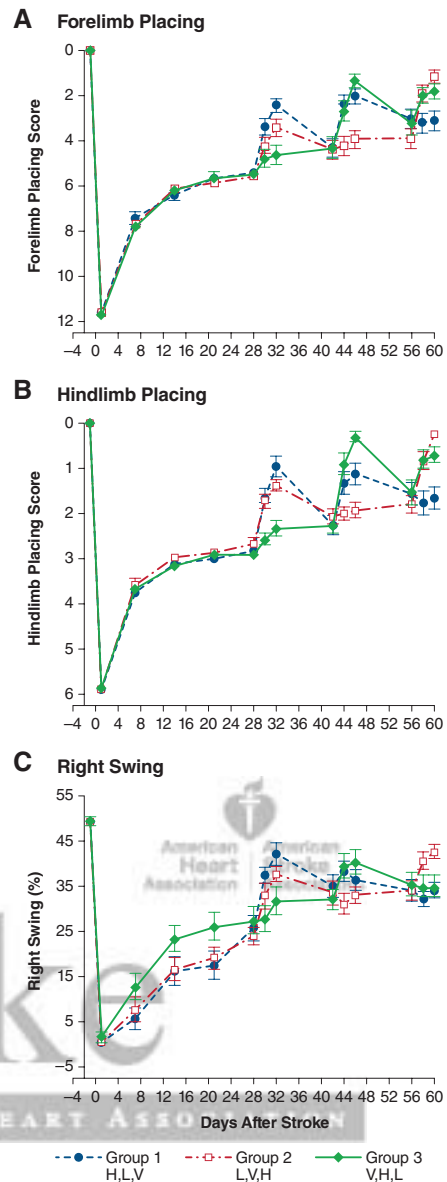 A Forelimb Placing
0
2
4
6
8
10
12
Forelimb Placing Score
–4 0 4 8 12 16 20 24 28 32 36 40 44 48 52 56 60
B Hindlimb Placing
0
1
2
3
4
5
6
Hindlimb Placing Score
–4 0 4 8 12 16 20 24 28 32 36 40 44 48 52 56 60
C Right Swing
55
45
35
25
15
5
–5
Right Swing (%)
American
Heart
Association
American
–4 0 4 8 12 16 20 24 28 32 36 40 44 48 52 56 60
ke
EART ASSOCIATION
Days After Stroke
Group 1 Group 2 Group 3
H,L,V L,V,H V,H,L